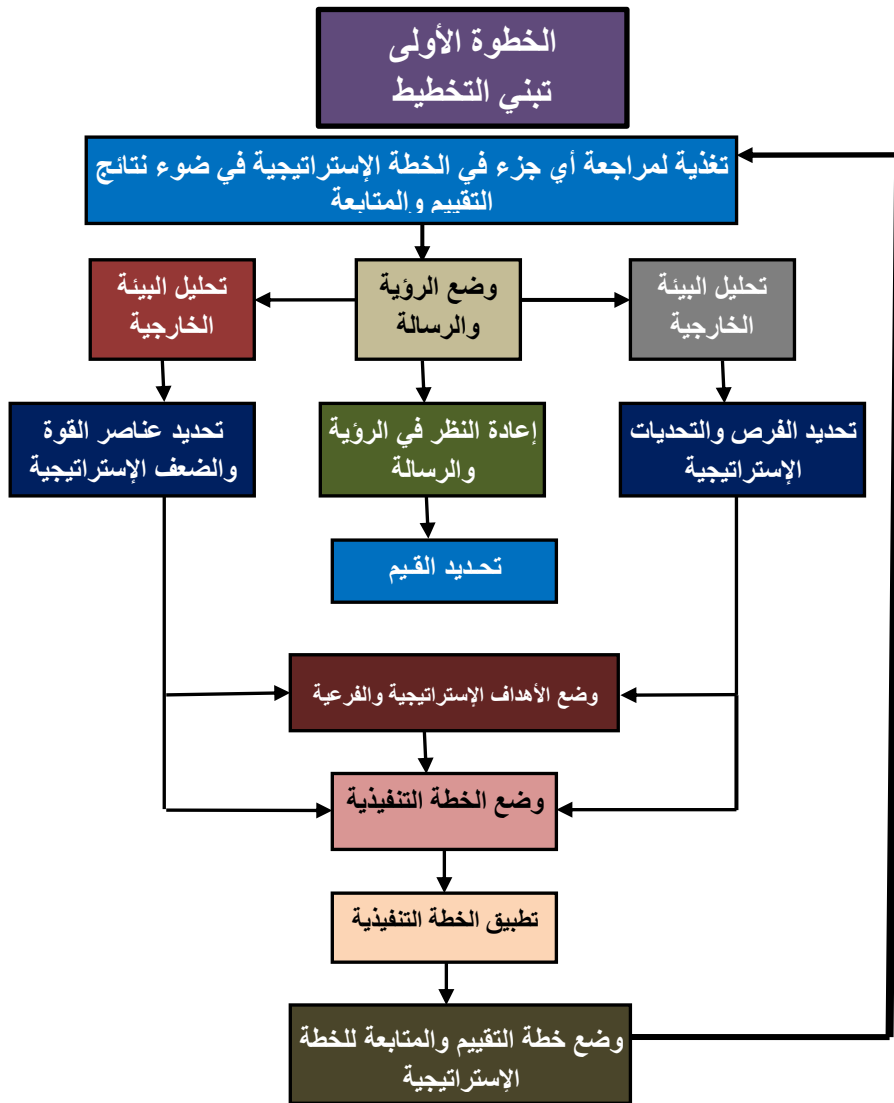 الخطوة الأولى
تبني التخطيط
تغذية لمراجعة أي جزء في الخطة الإستراتيجية في ضوء نتائج
التقييم والمتابعة
تحليل البيئة
الخارجية
وضع الرؤية
والرسالة
تحليل البيئة
الخارجية
تحديد الفرص والتحديات
الإستراتيجية
إعادة النظر في الرؤية
والرسالة
تحديد عناصر القوة
والضعف الإستراتيجية
تحـديد القـيم
وضع الأهداف الإستراتيجية والفرعية
وضع الخطة التنفيذية
تطبيق الخطة التنفيذية
وضع خطة التقييم والمتابعة للخطة
الإستراتيجية